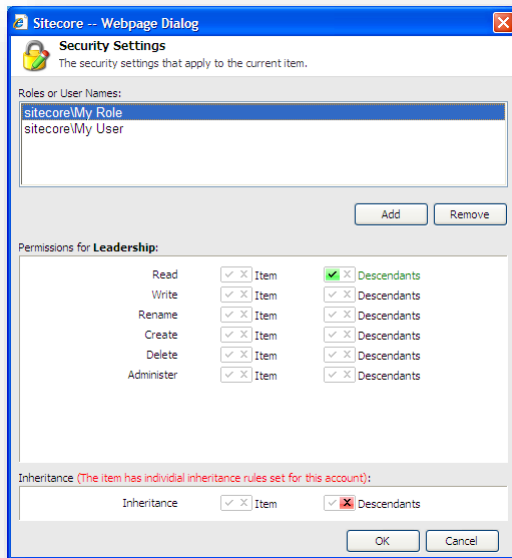 Sitecore -- Webpage Dialog
Security Settings
The security settings that apply to the current item.
Roles or User Names:
sitecore\My Role
sitecore\My User
Add Remove
Permissions for Leadership:
Read Item Descendants
Write Item Descendants
Rename Item Descendants
Create Item Descendants
Delete Item Descendants
Administer Item Descendants
Inheritance (The item has individial inheritance rules set for this account):
Inheritance Item Descendants
OK Cancel